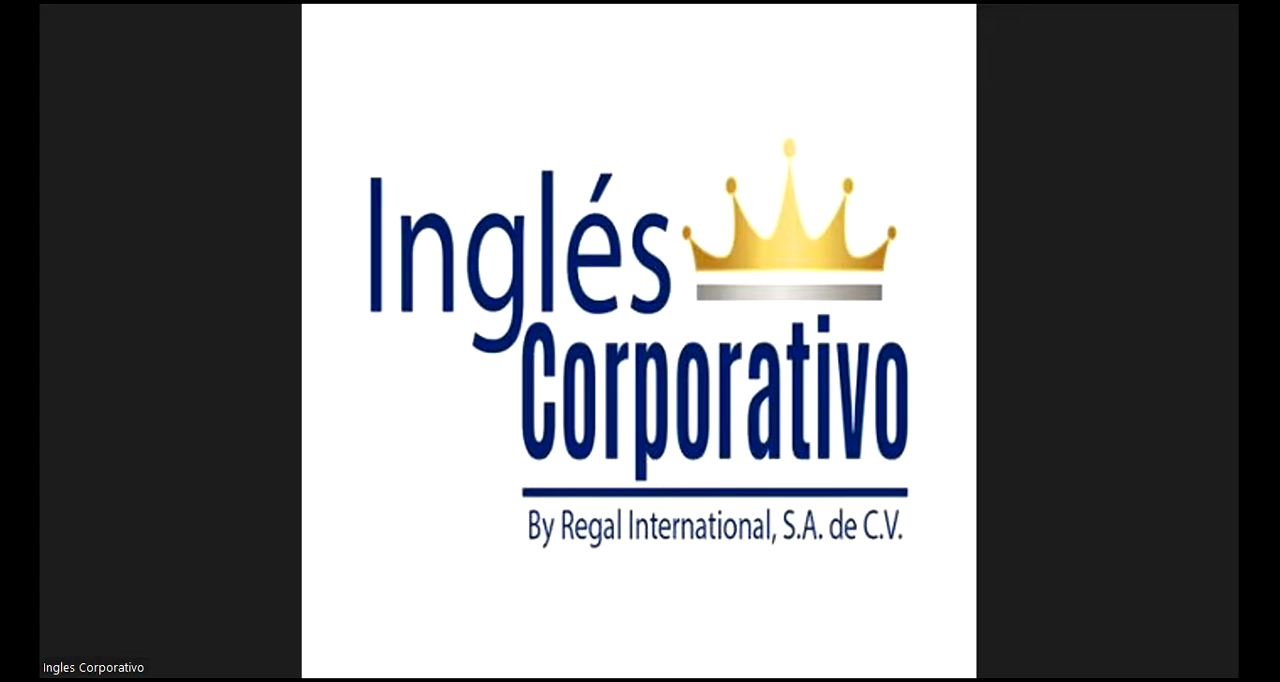 Inglés
Corporativo
By Regal International, S.A. de C.V.
Ingles Corporativo